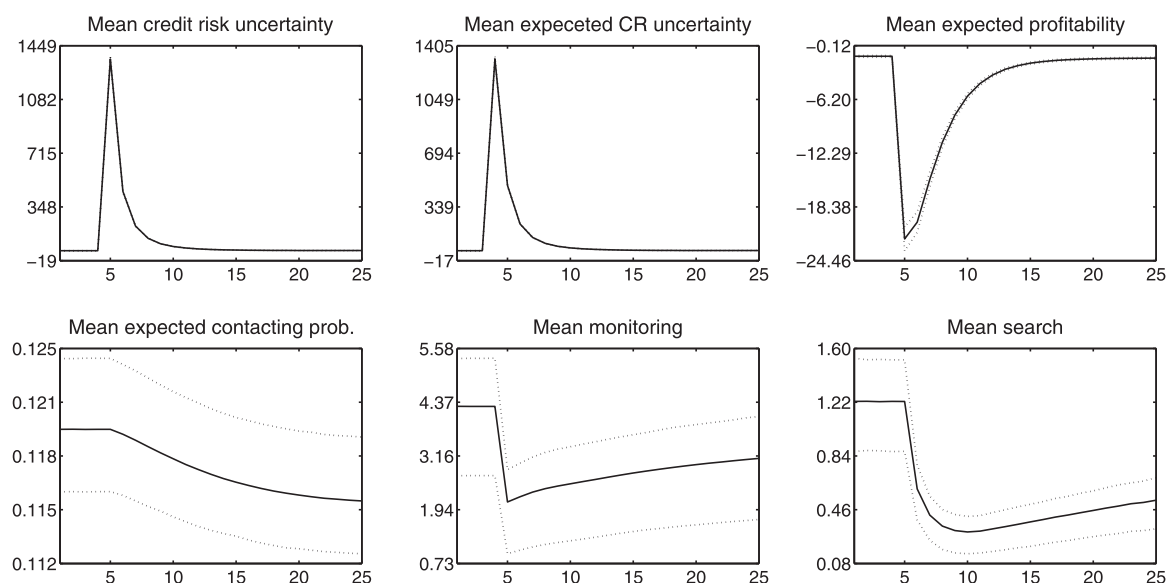 Mean credit risk uncertainty
1449
1082
715
348
−19
5 10 15 20 25
Mean expeceted CR uncertainty
1405
1049
694
339
−17
5 10 15 20 25
Mean expected profitability
−0.12
−6.20
−12.29
−18.38
−24.46
5 10 15 20 25
Mean expected contacting prob.
0.125
0.121
0.118
0.115
0.112
5 10 15 20 25
Mean monitoring
5.58
4.37
3.16
1.94
0.73
5 10 15 20 25
Mean search
1.60
1.22
0.84
0.46
0.08
5 10 15 20 25